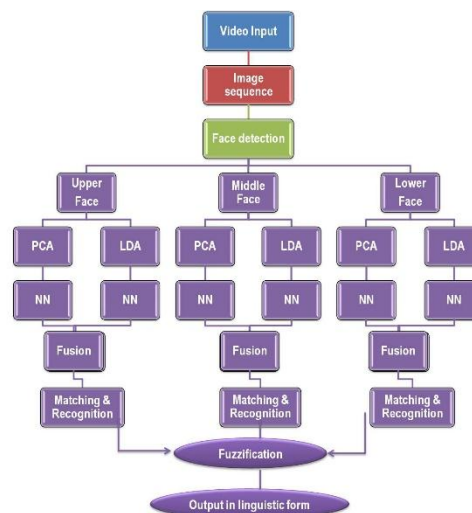 Video Input
Image
sequence
Face detection
Upper
Face
Middle
Face
Lower
Face
PCA
LDA
PCA
LDA
PCA
LDA
NN
NN
NN
NN
NN
NN
Fusion
Fusion
Fusion
Matching &
Recognition
Matching &
Recognition
Matching &
Recognition
Fuzzification
Output in linguistic form